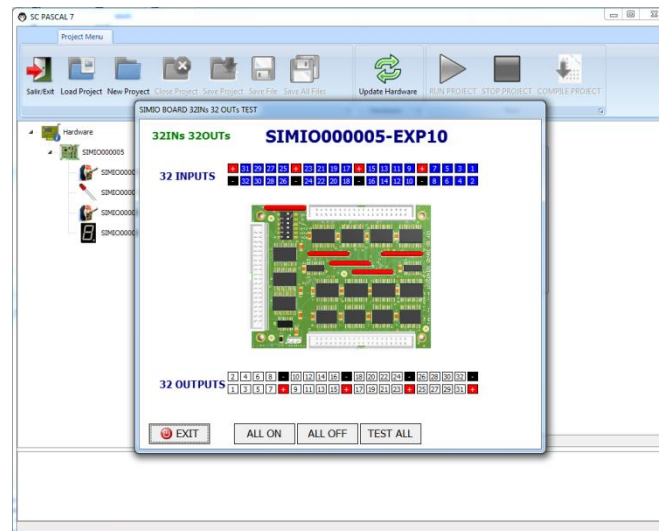 SC PASCAL 7
Project Menu
Salir/Exit Load Project New Proyect Close Project Save Project Save File Save All Files Update Hardware RUN PROJECT STOP PROJECT COMPILE PROJECT
Hardware
SIMIO BOARD 32INs 32 OUTs TEST
32INs 32OUTs SIMIO000005-EXP10
Hardware
SIMIO000005
SIMIO0000
SIMIO0000
SIMIO0000
SIMIO0000
32 INPUTS
+ 31 29 27 25 + 23 21 19 17 + 15 13 11 9 + 7 5 3 1
- 32 30 28 26 - 24 22 20 18 - 16 14 12 10 - 8 6 4 2
32 OUTPUTS
2 4 6 8 - 10 12 14 16 - 18 20 22 24 - 26 28 30 32 -
1 3 5 7 + 9 11 13 15 + 17 19 21 23 + 25 27 29 31 +
EXIT ALL ON ALL OFF TEST ALL